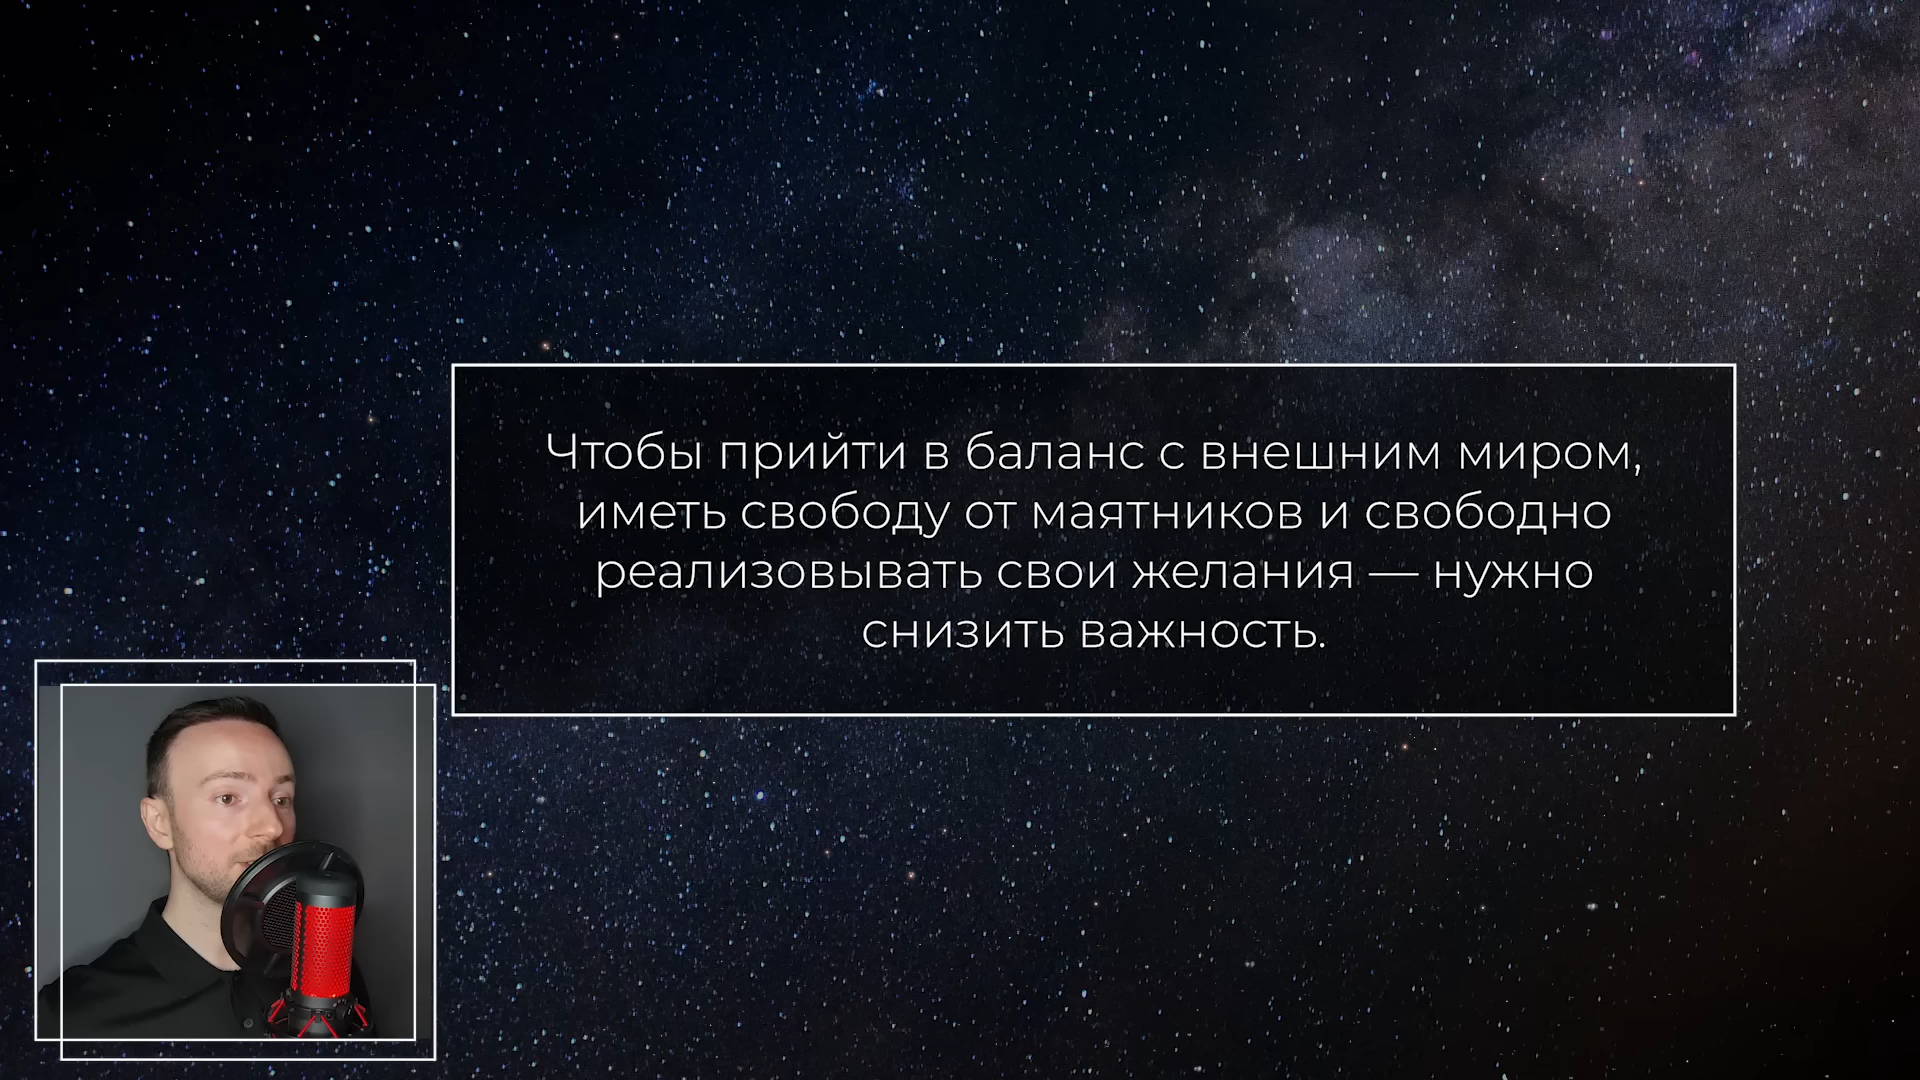 Чтобы прийти в баланс с внешним миром,
иметь свободу от маятников и свободно
реализовывать свои желания — нужно
снизить важность.